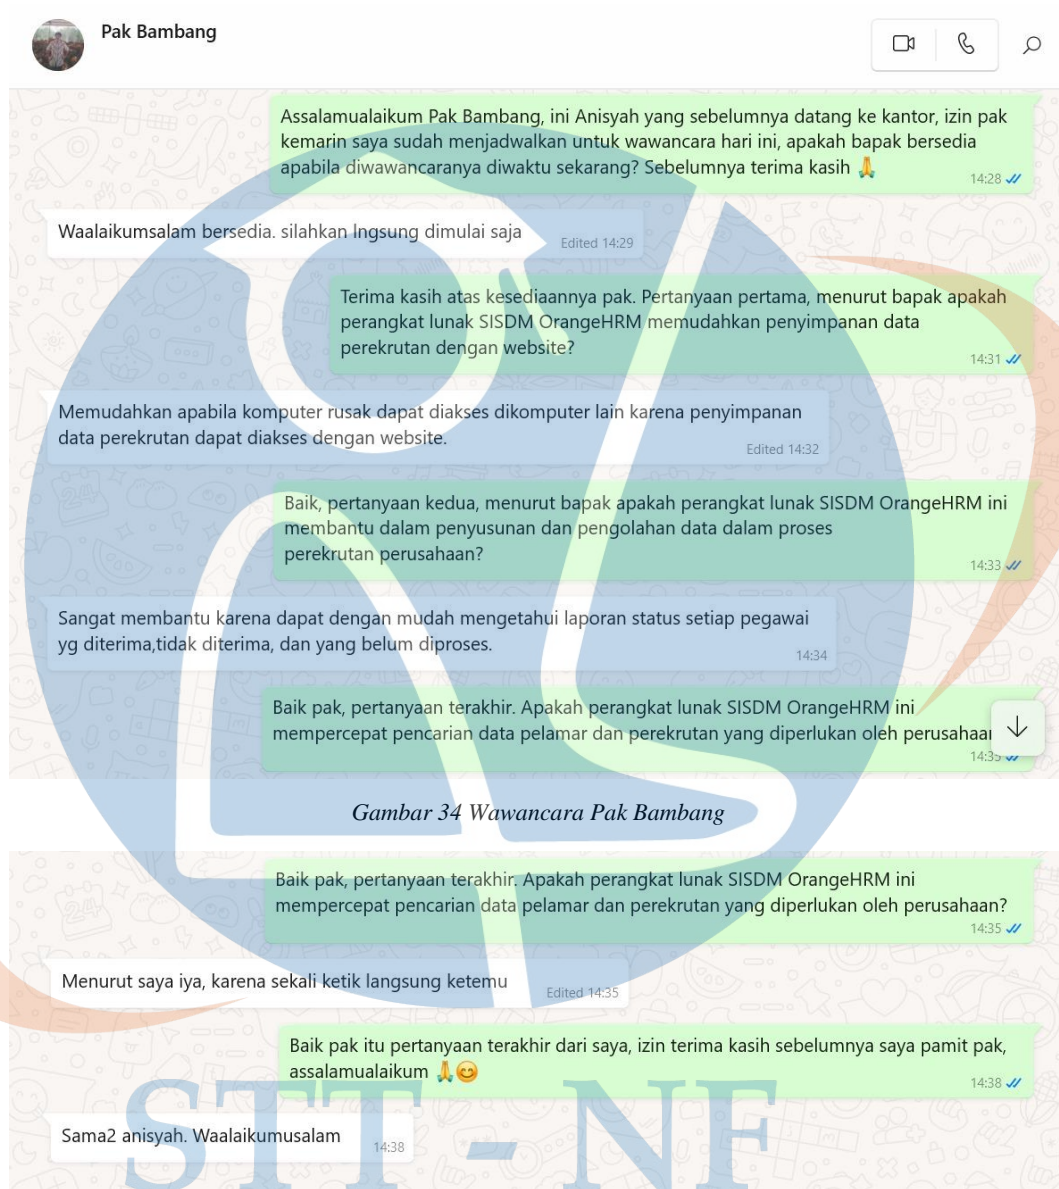 Pak Bambang
Assalamualaikum Pak Bambang, ini Anisyah yang sebelumnya datang ke kantor, izin pak
kemarin saya sudah menjadwalkan untuk wawancara hari ini, apakah bapak bersedia
apabila diwawancaranya diwaktu sekarang? Sebelumnya terima kasih 🙏
14:28
Waalaikumsalam bersedia. silahkan lngsung dimulai saja
Edited 14:29
Terima kasih atas kesediaannya pak. Pertanyaan pertama, menurut bapak apakah
perangkat lunak SISDM OrangeHRM memudahkan penyimpanan data
perekrutan dengan website?
14:31
Memudahkan apabila komputer rusak dapat diakses dikomputer lain karena penyimpanan
data perekrutan dapat diakses dengan website.
Edited 14:32
Baik, pertanyaan kedua, menurut bapak apakah perangkat lunak SISDM OrangeHRM ini
membantu dalam penyusunan dan pengolahan data dalam proses
perekrutan perusahaan?
14:33
Sangat membantu karena dapat dengan mudah mengetahui laporan status setiap pegawai
yg diterima,tidak diterima, dan yang belum diproses.
14:34
Baik pak, pertanyaan terakhir. Apakah perangkat lunak SISDM OrangeHRM ini
mempercepat pencarian data pelamar dan perekrutan yang diperlukan oleh perusahaan
14:35
Gambar 34 Wawancara Pak Bambang
Baik pak, pertanyaan terakhir. Apakah perangkat lunak SISDM OrangeHRM ini
mempercepat pencarian data pelamar dan perekrutan yang diperlukan oleh perusahaan?
14:35
Menurut saya iya, karena sekali ketik langsung ketemu
Edited 14:35
Baik pak itu pertanyaan terakhir dari saya, izin terima kasih sebelumnya saya pamit pak,
assalamualaikum 🙏😊
14:38
Sama2 anisyah. Waalaikumusalam
14:38
STT - NF